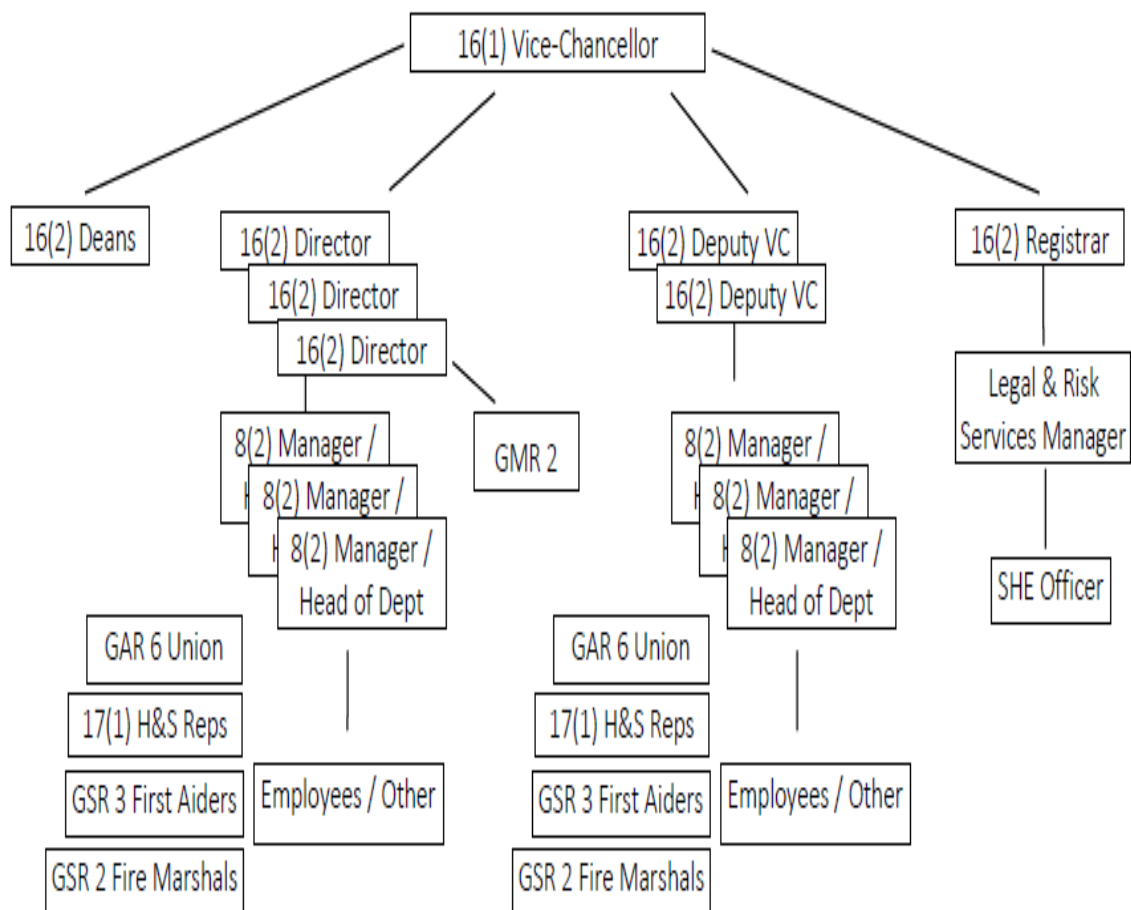 16(1) Vice-Chancellor
16(2) Deans
16(2) Director
16(2) Director
16(2) Director
16(2) Deputy VC
16(2) Deputy VC
16(2) Registrar
8(2) Manager /
H
8(2) Manager /
H
8(2) Manager /
Head of Dept
GMR 2
8(2) Manager /
H
8(2) Manager /
H
8(2) Manager /
Head of Dept
Legal & Risk
Services Manager
SHE Officer
GAR 6 Union
17(1) H&S Reps
GSR 3 First Aiders
GSR 2 Fire Marshals
Employees / Other
GAR 6 Union
17(1) H&S Reps
GSR 3 First Aiders
GSR 2 Fire Marshals
Employees / Other